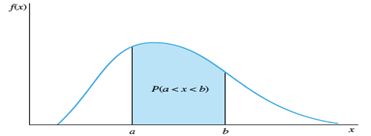 f(x)
P(a < x < b)
a b x